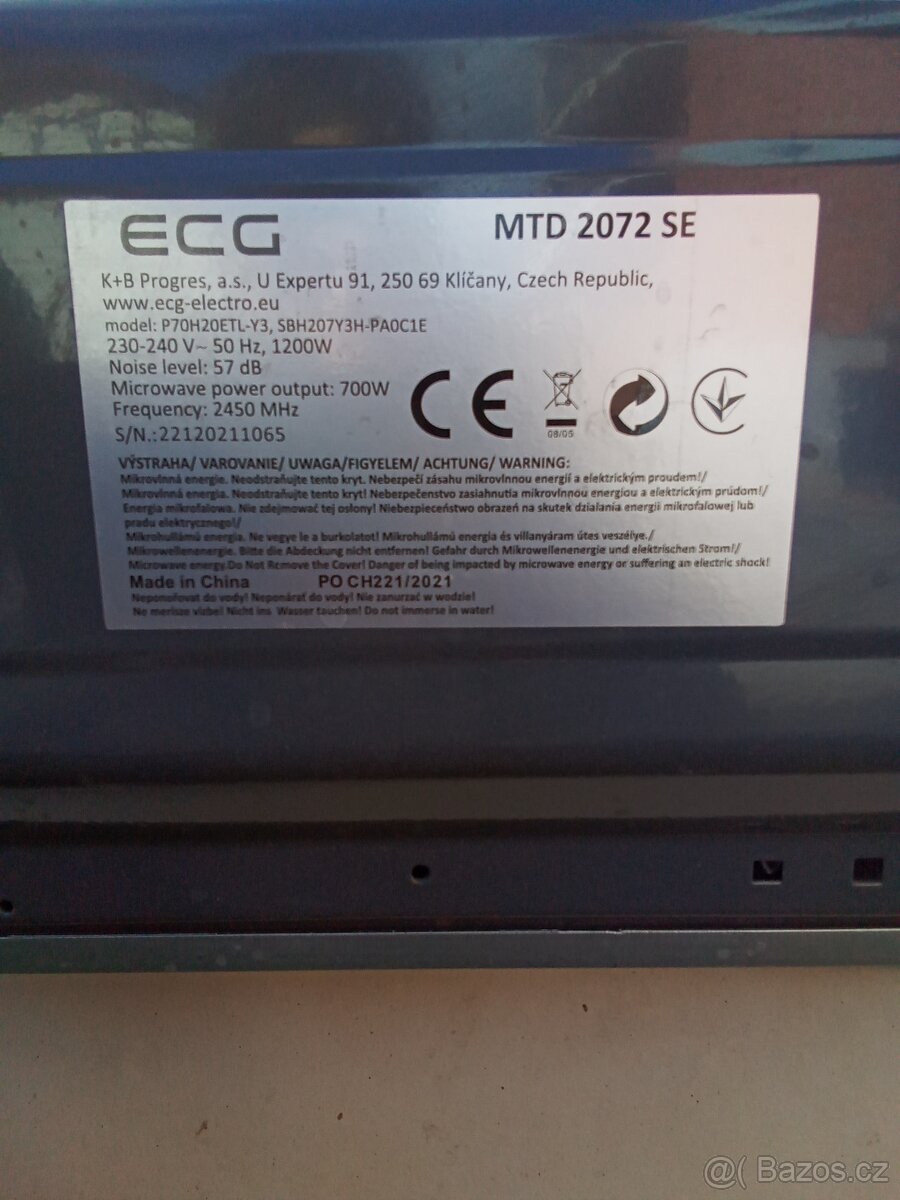 ECG MTD 2072 SE
K+B Progres, a.s., U Expertu 91, 250 69 Klíčany, Czech Republic,
www.ecg-electro.eu
model: P70H20ETL-Y3, SBH207Y3H-PA0C1E
230-240 V~ 50 Hz, 1200W
Noise level: 57 dB
Microwave power output: 700W
Frequency: 2450 MHz
S/N.:22120211065
CE
08/05
VÝSTRAHA/ VAROVANIE/ UWAGA/FIGYELEM/ ACHTUNG/ WARNING:
Mikrovlnná energie. Neodstraňujte tento kryt. Nebezpečí zásahu mikrovlnnou energií a elektrickým proudem!/
Mikrovlnná energia. Neodstraňujte tento kryt! Nebezpečenstvo zasiahnutia mikrovlnnou energiou a elektrickým prúdom!/
Energia mikrofalowa. Nie zdejmować tej osłony! Niebezpieczeństwo obrażeń na skutek działania energii mikrofalowej lub
prądu elektrycznego!/
Mikrohullámú energia. Ne vegye le a burkolatot! Mikrohullámú energia és villanyáram útes veszélye./
Mikrowellenenergie. Bitte die Abdeckung nicht entfernen! Gefahr durch Mikrowellenenergie und elektrischen Strom!/
Microwave energy.Do Not Remove the Cover! Danger of being impacted by microwave energy or suffering an electric shock!
Made in China PO CH221/2021
Neponořovat do vody! Neponárať do vody! Nie zanurzać w wodzie!
Ne merítse vízbe! Nicht ins Wasser tauchen! Do not immerse in water!
@( Bazos.cz